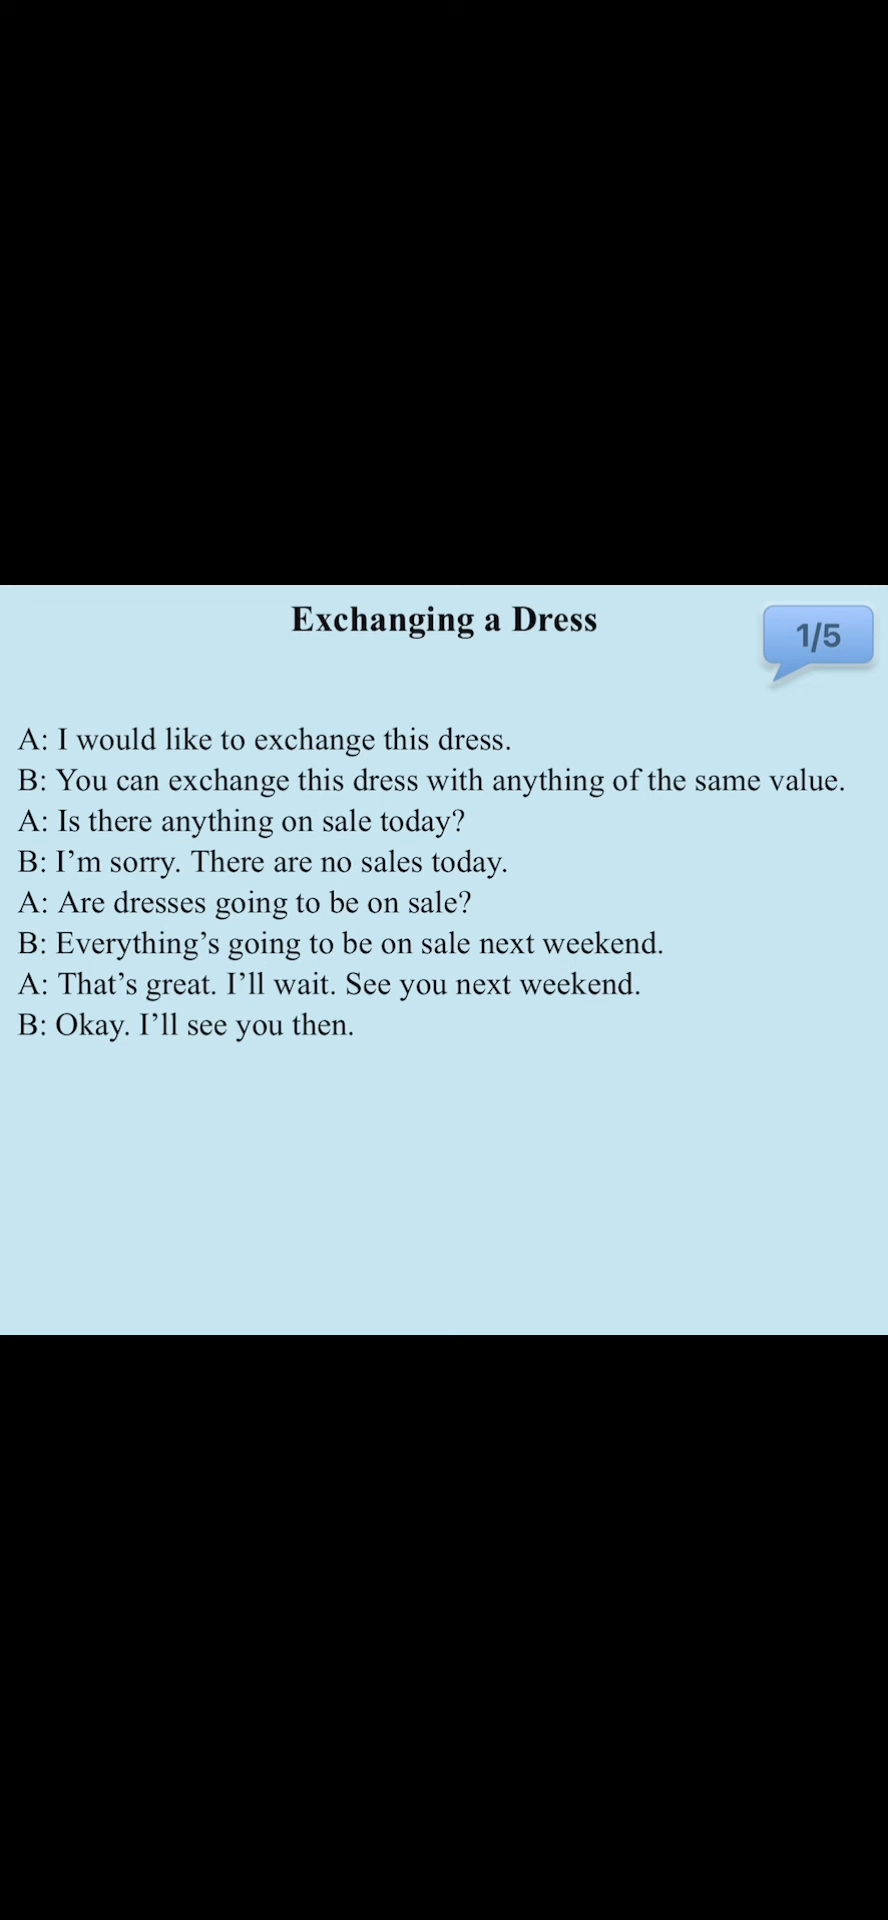 Exchanging a Dress
1/5
A: I would like to exchange this dress.
B: You can exchange this dress with anything of the same value.
A: Is there anything on sale today?
B: I’m sorry. There are no sales today.
A: Are dresses going to be on sale?
B: Everything’s going to be on sale next weekend.
A: That’s great. I’ll wait. See you next weekend.
B: Okay. I’ll see you then.